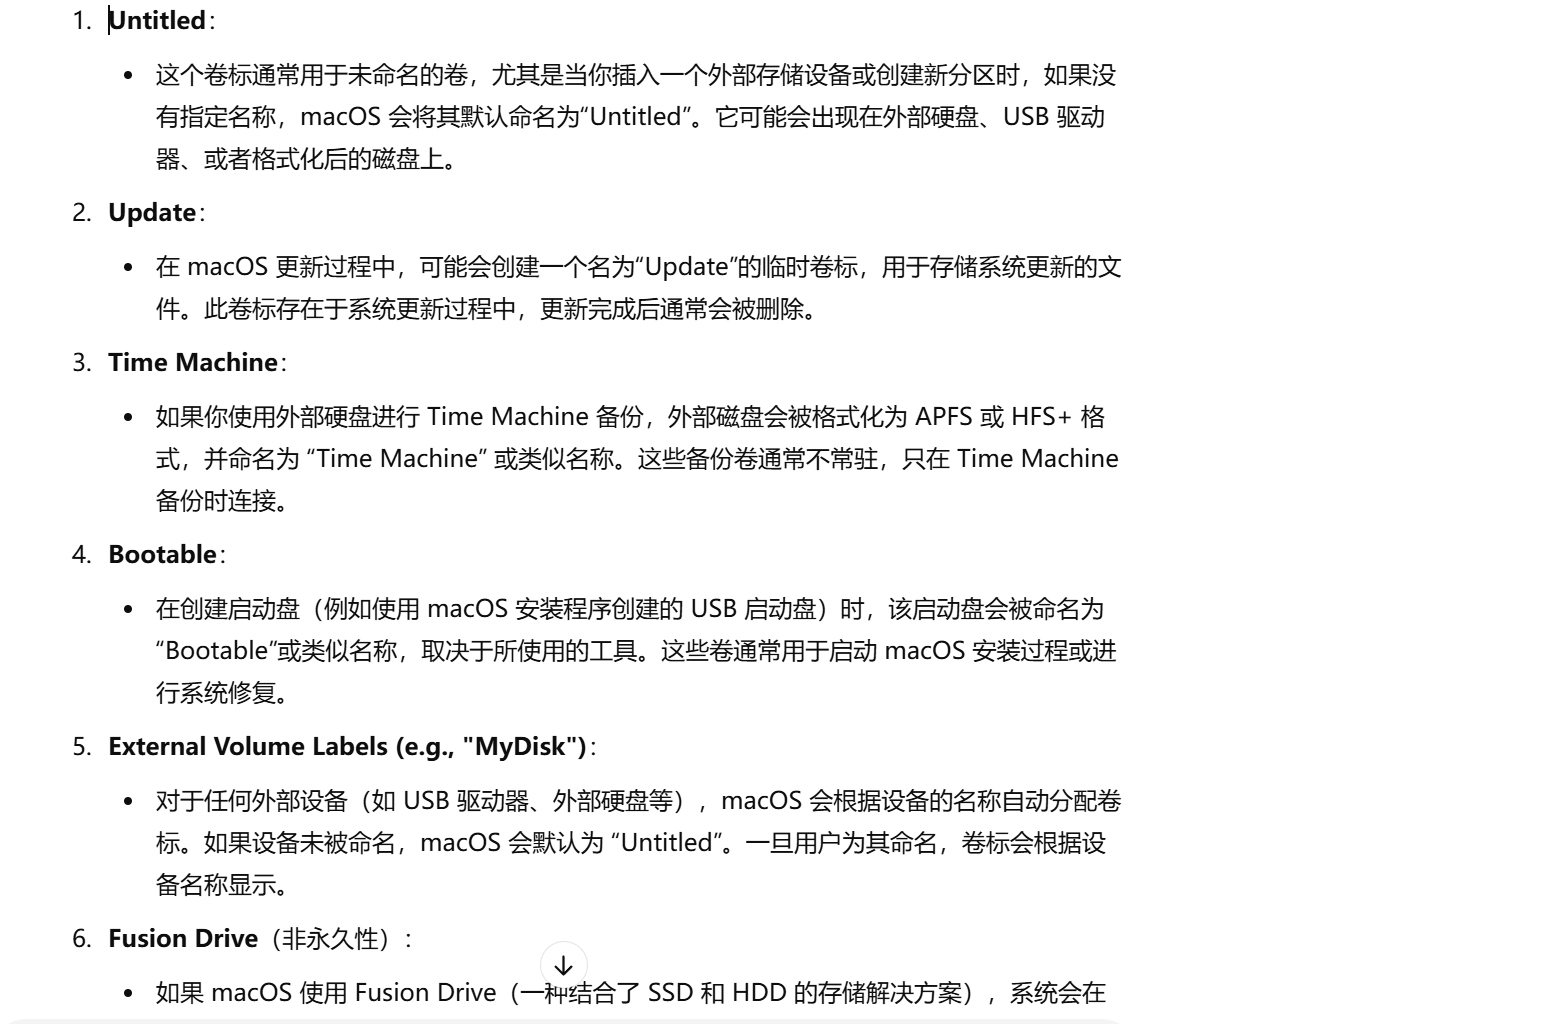 1. Untitled：
• 这个卷标通常用于未命名的卷，尤其是当你插入一个外部存储设备或创建新分区时，如果没
有指定名称，macOS 会将其默认命名为“Untitled”。它可能会出现在外部硬盘、USB 驱动
器、或者格式化后的磁盘上。
2. Update：
• 在 macOS 更新过程中，可能会创建一个名为“Update”的临时卷标，用于存储系统更新的文
件。此卷标存在于系统更新过程中，更新完成后通常会被删除。
3. Time Machine：
• 如果你使用外部硬盘进行 Time Machine 备份，外部磁盘会被格式化为 APFS 或 HFS+ 格
式，并命名为 “Time Machine” 或类似名称。这些备份卷通常不常驻，只在 Time Machine
备份时连接。
4. Bootable：
• 在创建启动盘（例如使用 macOS 安装程序创建的 USB 启动盘）时，该启动盘会被命名为
“Bootable”或类似名称，取决于所使用的工具。这些卷通常用于启动 macOS 安装过程或进
行系统修复。
5. External Volume Labels (e.g., "MyDisk")：
• 对于任何外部设备（如 USB 驱动器、外部硬盘等），macOS 会根据设备的名称自动分配卷
标。如果设备未被命名，macOS 会默认为 “Untitled”。一旦用户为其命名，卷标会根据设
备名称显示。
6. Fusion Drive（非永久性）：
• 如果 macOS 使用 Fusion Drive（一种结合了 SSD 和 HDD 的存储解决方案），系统会在